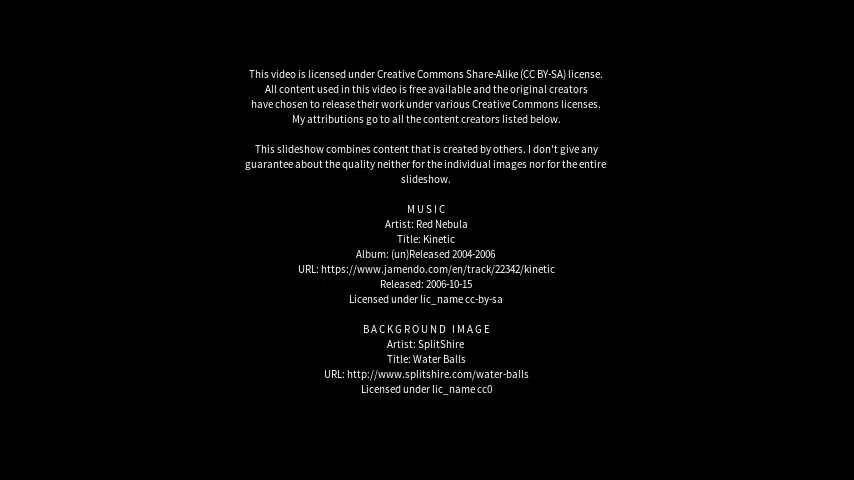 This video is licensed under Creative Commons Share-Alike (CC BY-SA) license.
All content used in this video is free available and the original creators
have chosen to release their work under various Creative Commons licenses.
My attributions go to all the content creators listed below.
This slideshow combines content that is created by others. I don't give any
guarantee about the quality neither for the individual images nor for the entire
slideshow.
MUSIC
Artist: Red Nebula
Title: Kinetic
Album: (un)Released 2004-2006
URL: https://www.jamendo.com/en/track/22342/kinetic
Released: 2006-10-15
Licensed under lic_name cc-by-sa
BACKGROUND IMAGE
Artist: SplitShire
Title: Water Balls
URL: http://www.splitshire.com/water-balls
Licensed under lic_name cc0